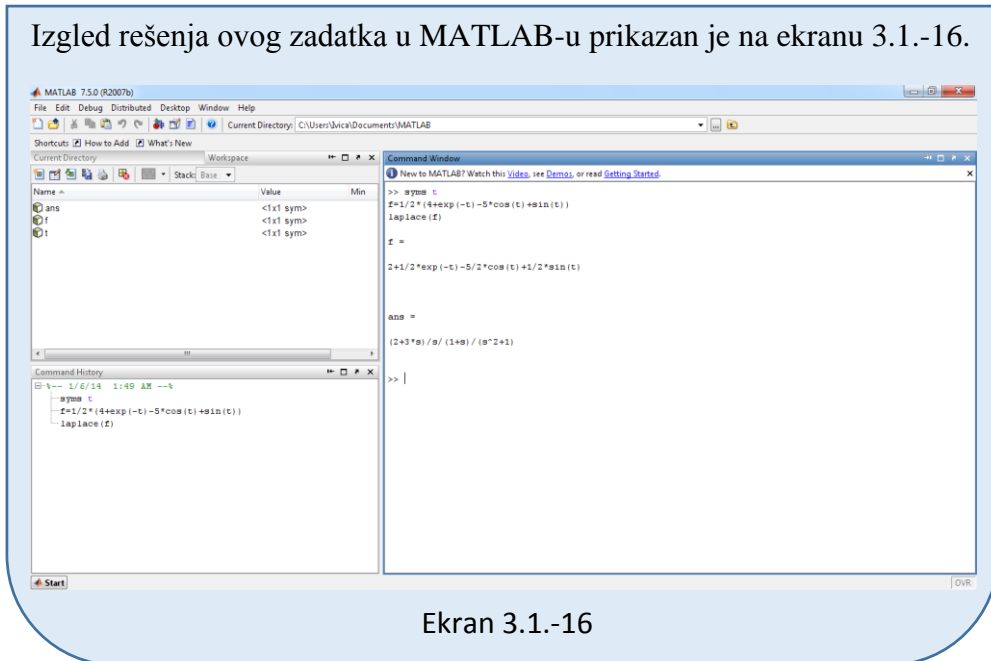 Izgled rešenja ovog zadatka u MATLAB-u prikazan je na ekranu 3.1.-16.
MATLAB 7.5.0 (R2007b)
File Edit Debug Distributed Desktop Window Help
Current Directory: C:\Users\Ivica\Documents\MATLAB
Shortcuts How to Add What's New
Current Directory Workspace
Stack: Base
Name Value Min
ans <1x1 sym>
f <1x1 sym>
t <1x1 sym>
Command History
%-- 1/6/14 1:49 AM --%
syms t
f=1/2*(4+exp(-t)-5*cos(t)+sin(t))
laplace(f)
Command Window
New to MATLAB? Watch this Video, see Demos, or read Getting Started.
>> syms t
f=1/2*(4+exp(-t)-5*cos(t)+sin(t))
laplace(f)
f =
2+1/2*exp(-t)-5/2*cos(t)+1/2*sin(t)
ans =
(2+3*s)/s/(1+s)/(s^2+1)
>>
Start
OVR
Ekran 3.1.-16